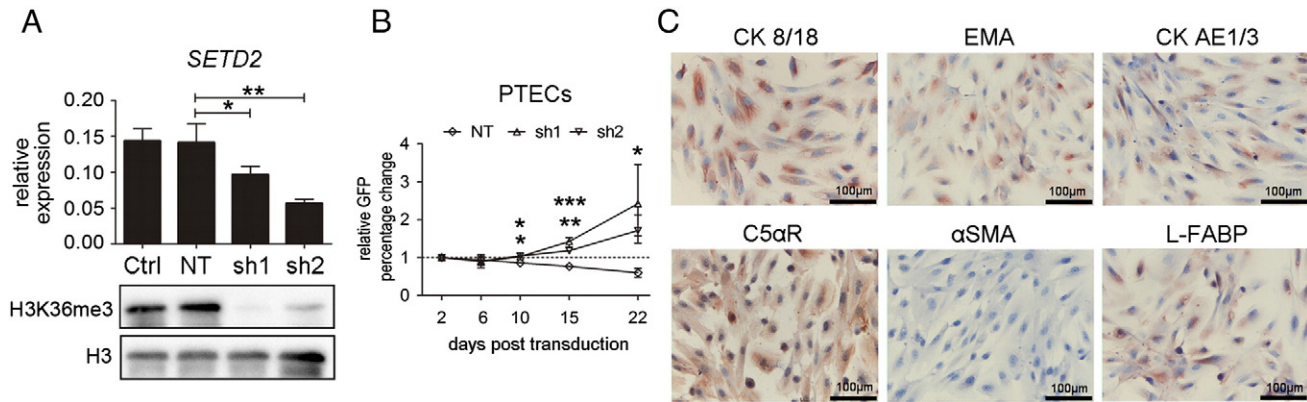 A
SETD2
**
*
0.20
0.15
0.10
0.05
0.00
relative
expression
Ctrl NT sh1 sh2
H3K36me3
H3
B
PTECs
NT sh1 sh2
*
***
**
*
*
4
3
2
1
0
relative GFP
percentage change
2 6 10 15 22
days post transduction
C
CK 8/18 EMA CK AE1/3
100µm 100µm 100µm
C5αR αSMA L-FABP
100µm 100µm 100µm